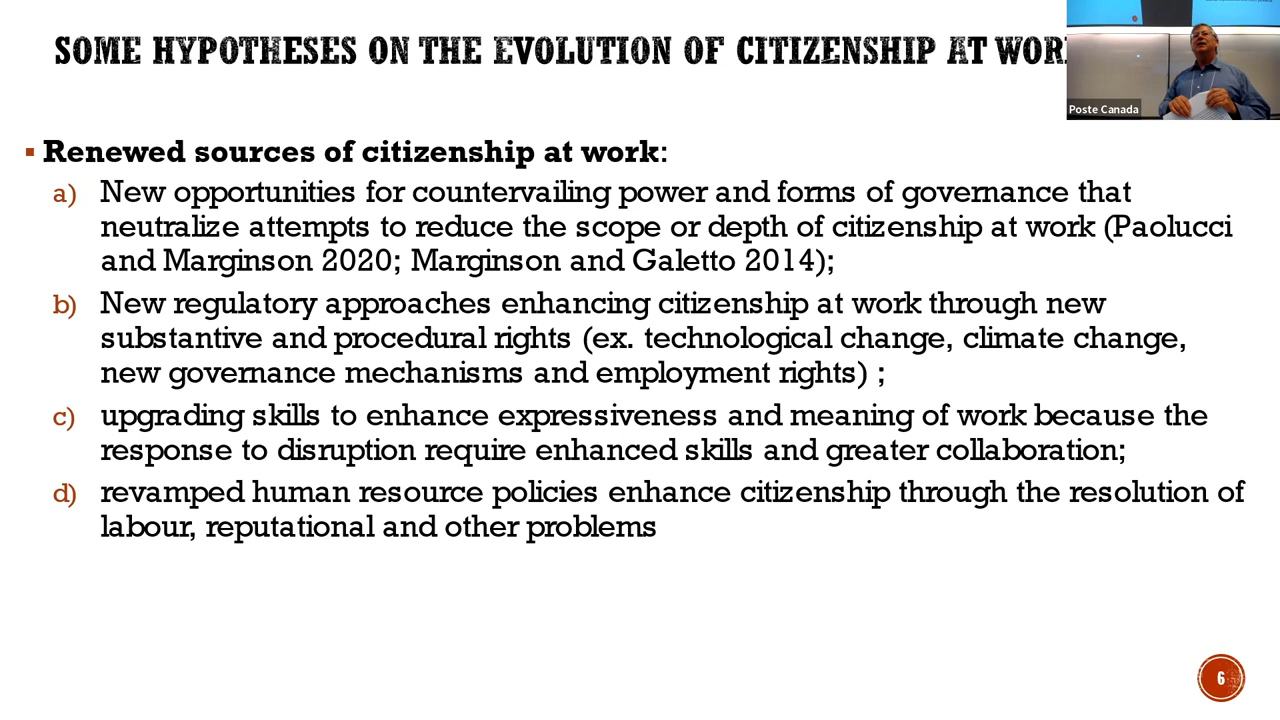 SOME HYPOTHESES ON THE EVOLUTION OF CITIZENSHIP AT
Poste Canada
▪ Renewed sources of citizenship at work:
a) New opportunities for countervailing power and forms of governance that
neutralize attempts to reduce the scope or depth of citizenship at work (Paolucci
and Marginson 2020; Marginson and Galetto 2014);
b) New regulatory approaches enhancing citizenship at work through new
substantive and procedural rights (ex. technological change, climate change,
new governance mechanisms and employment rights) ;
c) upgrading skills to enhance expressiveness and meaning of work because the
response to disruption require enhanced skills and greater collaboration;
d) revamped human resource policies enhance citizenship through the resolution of
labour, reputational and other problems
6